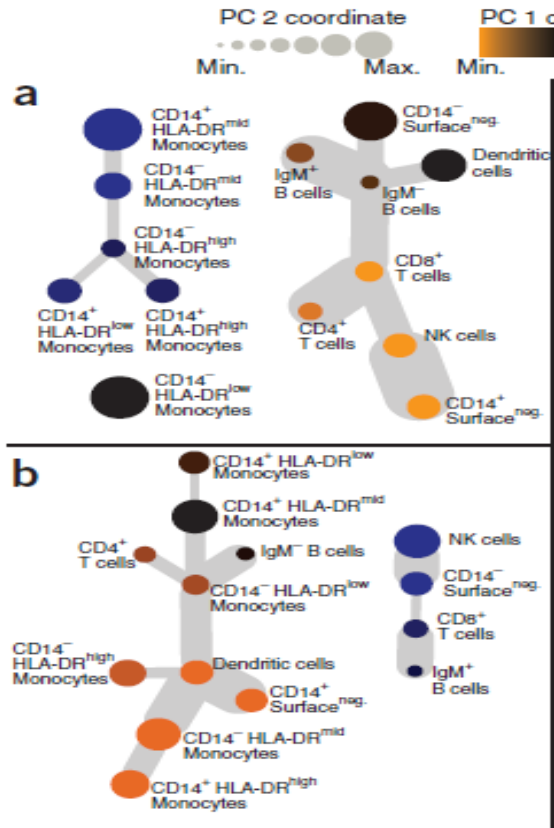 PC 2 coordinate
PC 1 c
Min.
Max.
Min.
a
CD14⁺
HLA-DRᵐⁱᵈ
Monocytes
CD14⁻
HLA-DRᵐⁱᵈ
Monocytes
CD14⁻
HLA-DRʰⁱᵍʰ
Monocytes
CD14⁺
HLA-DRˡᵒʷ
Monocytes
CD14⁺
HLA-DRʰⁱᵍʰ
Monocytes
CD14⁻
HLA-DRˡᵒʷ
Monocytes
CD14⁻
Surfaceⁿᵉᵍ·
IgM⁺
B cells
Dendritic
cells
IgM⁻
B cells
CD8⁺
T cells
CD4⁺
T cells
NK cells
CD14⁺
Surfaceⁿᵉᵍ·
b
CD14⁺ HLA-DRˡᵒʷ
Monocytes
CD14⁺ HLA-DRᵐⁱᵈ
Monocytes
CD4⁺
T cells
IgM⁻ B cells
CD14⁻ HLA-DRˡᵒʷ
Monocytes
CD14⁻
HLA-DRʰⁱᵍʰ
Monocytes
Dendritic cells
CD14⁺
Surfaceⁿᵉᵍ·
CD14⁻ HLA-DRᵐⁱᵈ
Monocytes
CD14⁺ HLA-DRʰⁱᵍʰ
Monocytes
NK cells
CD14⁻
Surfaceⁿᵉᵍ·
CD8⁺
T cells
IgM⁺
B cells